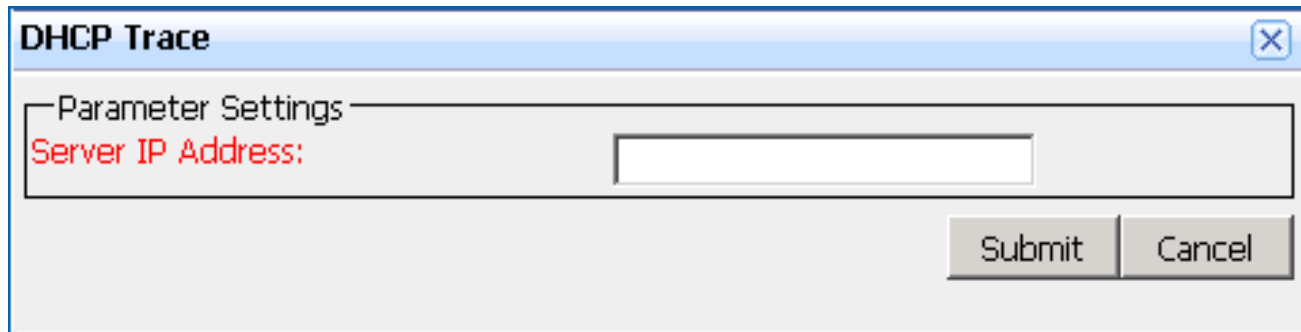 DHCP Trace
Parameter Settings
Server IP Address:
Submit Cancel